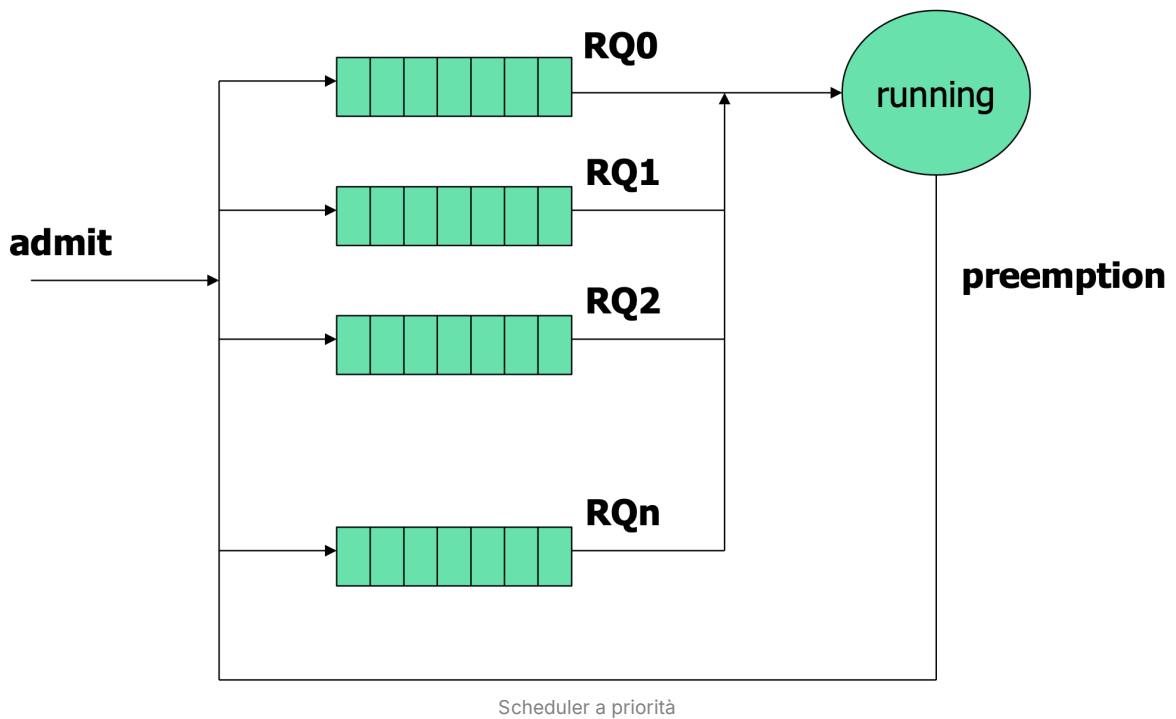 RQ0
running
RQ1
admit
preemption
RQ2
RQn
Scheduler a priorità